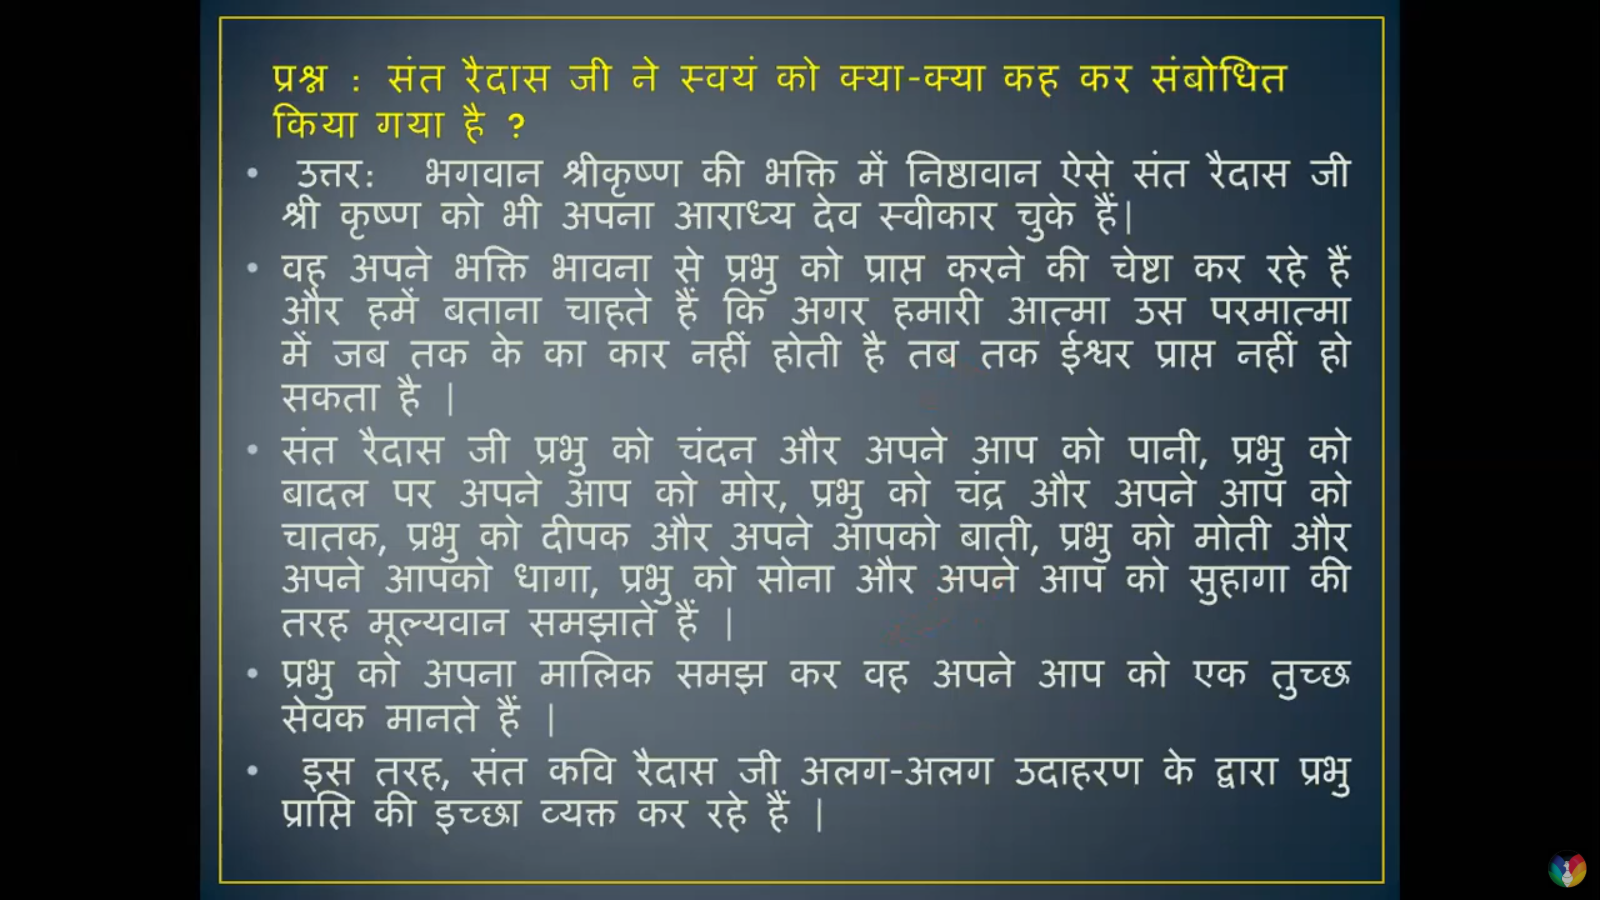 प्रश्न : संत रैदास जी ने स्वयं को क्या-क्या कह कर संबोधित
किया गया है ?
• उत्तर: भगवान श्रीकृष्ण की भक्ति में निष्ठावान ऐसे संत रैदास जी
श्री कृष्ण को भी अपना आराध्य देव स्वीकार चुके हैं|
• वह अपने भक्ति भावना से प्रभु को प्राप्त करने की चेष्टा कर रहे हैं
और हमें बताना चाहते हैं कि अगर हमारी आत्मा उस परमात्मा
में जब तक के का कार नहीं होती है तब तक ईश्वर प्राप्त नहीं हो
सकता है |
• संत रैदास जी प्रभु को चंदन और अपने आप को पानी, प्रभु को
बादल पर अपने आप को मोर, प्रभु को चंद्र और अपने आप को
चातक, प्रभु को दीपक और अपने आपको बाती, प्रभु को मोती और
अपने आपको धागा, प्रभु को सोना और अपने आप को सुहागा की
तरह मूल्यवान समझाते हैं |
• प्रभु को अपना मालिक समझ कर वह अपने आप को एक तुच्छ
सेवक मानते हैं |
• इस तरह, संत कवि रैदास जी अलग-अलग उदाहरण के द्वारा प्रभु
प्राप्ति की इच्छा व्यक्त कर रहे हैं |